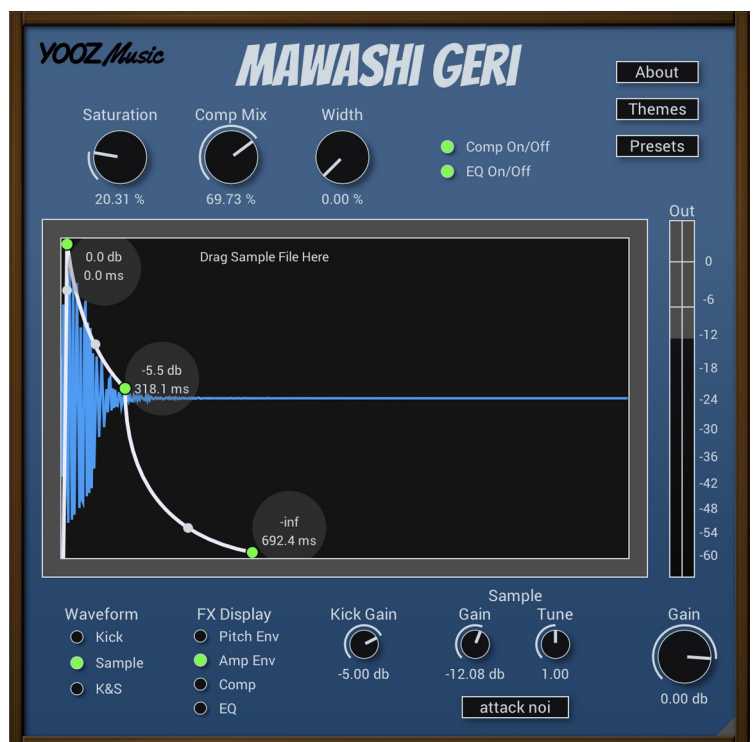 YOOZ Music
MAWASHI GERI
About
Themes
Presets
Saturation
Comp Mix
Width
20.31 %
69.73 %
0.00 %
Comp On/Off
EQ On/Off
Out
0
-6
-12
-18
-24
-30
-36
-42
-48
-54
-60
Drag Sample File Here
0.0 db
0.0 ms
-5.5 db
318.1 ms
-inf
692.4 ms
Waveform
Kick
Sample
K&S
FX Display
Pitch Env
Amp Env
Comp
EQ
Kick Gain
-5.00 db
Sample
Gain
Tune
-12.08 db
1.00
attack noi
Gain
0.00 db